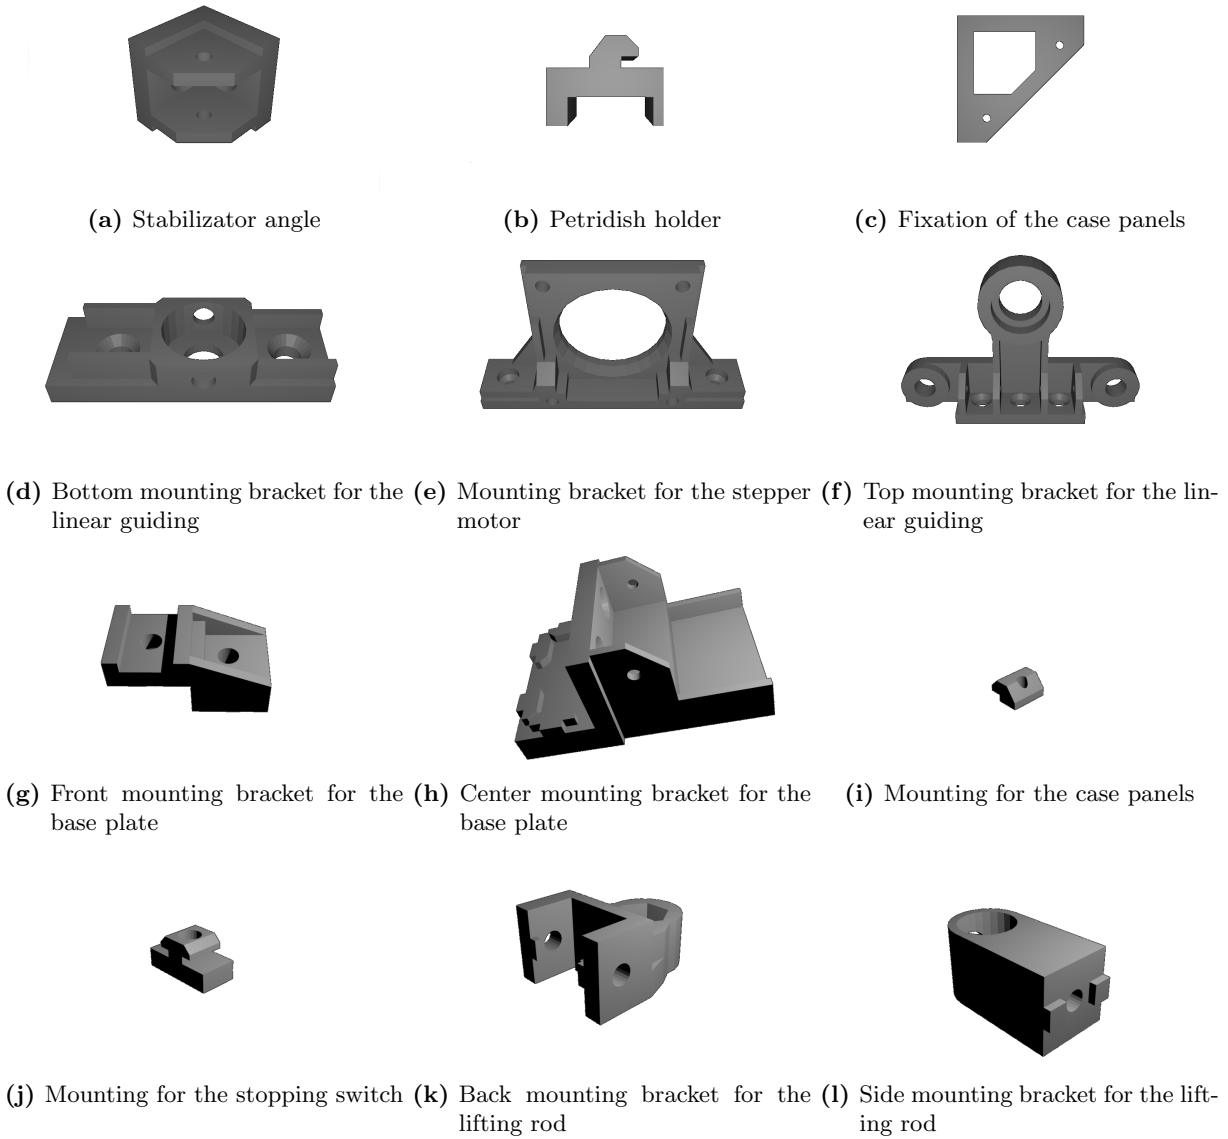 (a) Stabilizator angle
(b) Petridish holder
(c) Fixation of the case panels
(d) Bottom mounting bracket for the
linear guiding
(e) Mounting bracket for the stepper
motor
(f) Top mounting bracket for the lin-
ear guiding
(g) Front mounting bracket for the
base plate
(h) Center mounting bracket for the
base plate
(i) Mounting for the case panels
(j) Mounting for the stopping switch
(k) Back mounting bracket for the
lifting rod
(l) Side mounting bracket for the lift-
ing rod